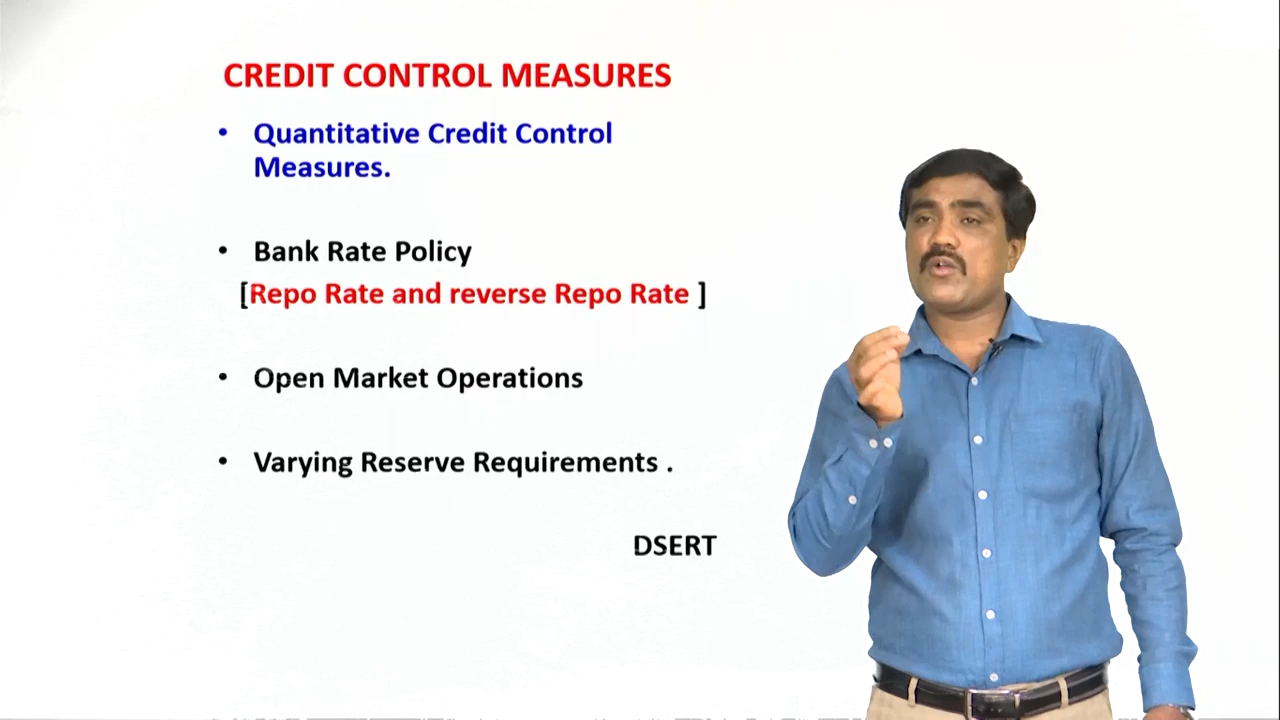 CREDIT CONTROL MEASURES
• Quantitative Credit Control
Measures.
• Bank Rate Policy
[Repo Rate and reverse Repo Rate ]
• Open Market Operations
• Varying Reserve Requirements .
DSERT